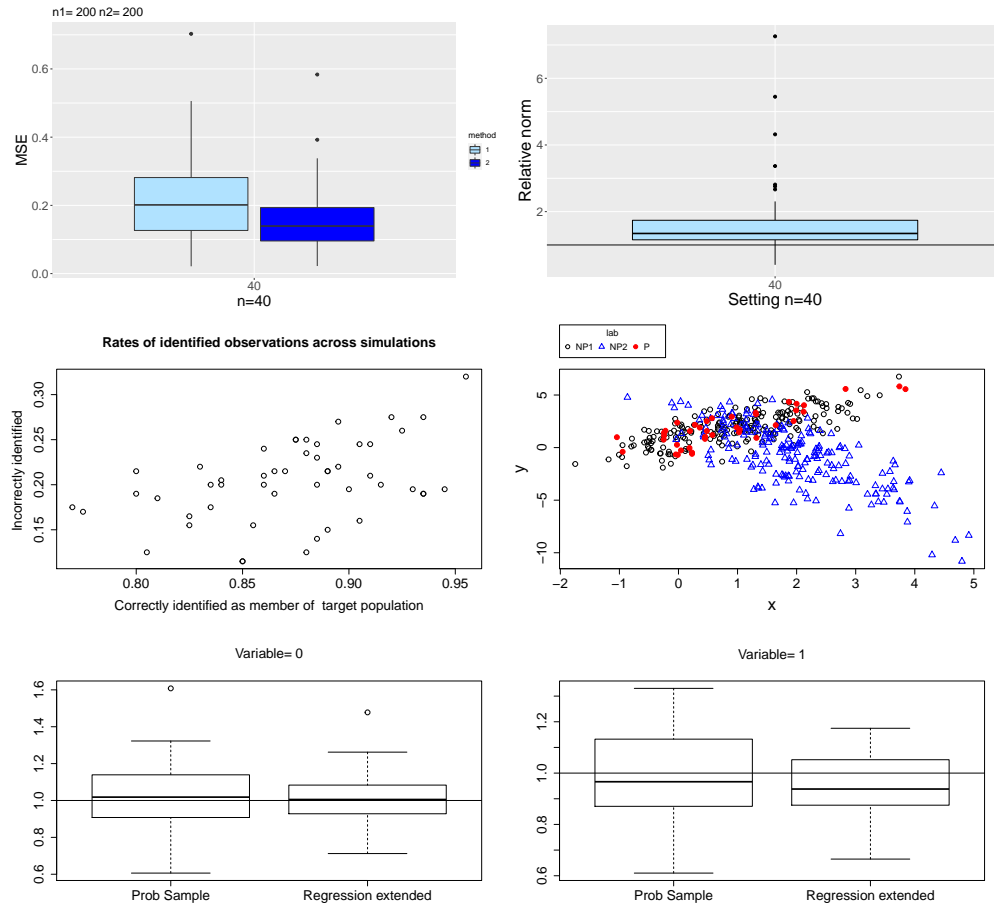 n1= 200 n2= 200
MSE
0.6
0.4
0.2
0.0
40
n=40
method
1
2
Relative norm
6
4
2
40
Setting n=40
Rates of identified observations across simulations
Incorrectly identified
0.30
0.25
0.20
0.15
0.80 0.85 0.90 0.95
Correctly identified as member of target population
lab
NP1 NP2 P
y
5
0
−5
−10
−2 −1 0 1 2 3 4 5
x
Variable= 0
1.6
1.4
1.2
1.0
0.8
0.6
Prob Sample Regression extended
Variable= 1
1.2
1.0
0.8
0.6
Prob Sample Regression extended